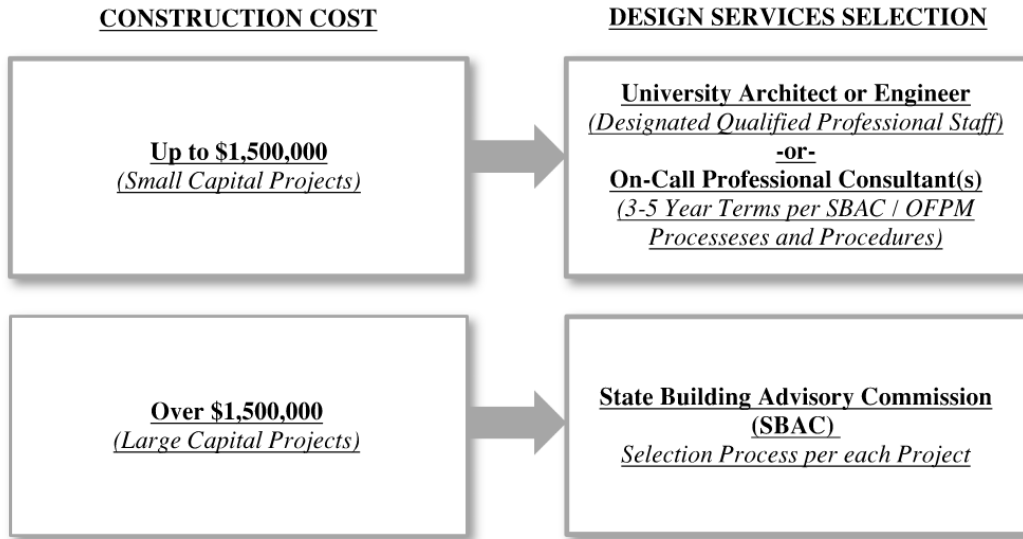 CONSTRUCTION COST
DESIGN SERVICES SELECTION
Up to $1,500,000
(Small Capital Projects)
University Architect or Engineer
(Designated Qualified Professional Staff)
-or-
On-Call Professional Consultant(s)
(3-5 Year Terms per SBAC / OFPM
Processeses and Procedures)
Over $1,500,000
(Large Capital Projects)
State Building Advisory Commission
(SBAC)
Selection Process per each Project